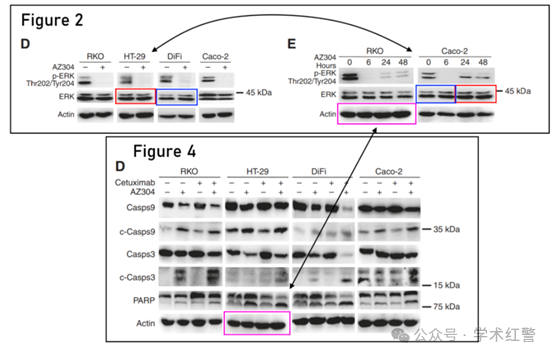 Figure 2
D
RKO HT-29 DiFi Caco-2
AZ304 − + − + − + − +
p-ERK
Thr202/Tyr204
ERK
45 kDa
Actin
E
RKO Caco-2
AZ304
Hours 0 6 24 48 0 6 24 48
p-ERK
Thr202/Tyr204
ERK
45 kDa
Actin
Figure 4
D
RKO HT-29 DiFi Caco-2
Cetuximab − − + + − − + + − − + + − − + +
AZ304 − + − + − + − + − + − + − + − +
Casps9
c-Casps9
35 kDa
Casps3
c-Casps3
15 kDa
PARP
75 kDa
Actin
公众号 · 学术红警